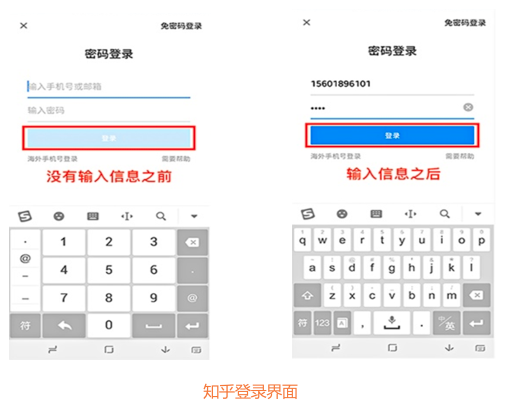 免密码登录
密码登录
输入手机号或邮箱
输入密码
登录
海外手机号登录 需要帮助
没有输入信息之前
1 2 3
4 5 6
7 8 9
@
符 0
免密码登录
密码登录
15601896101
••••
登录
海外手机号登录 需要帮助
输入信息之后
q w e r t y u i o p
a s d f g h j k l
z x c v b n m
符 123 , . 中/英
知乎登录界面